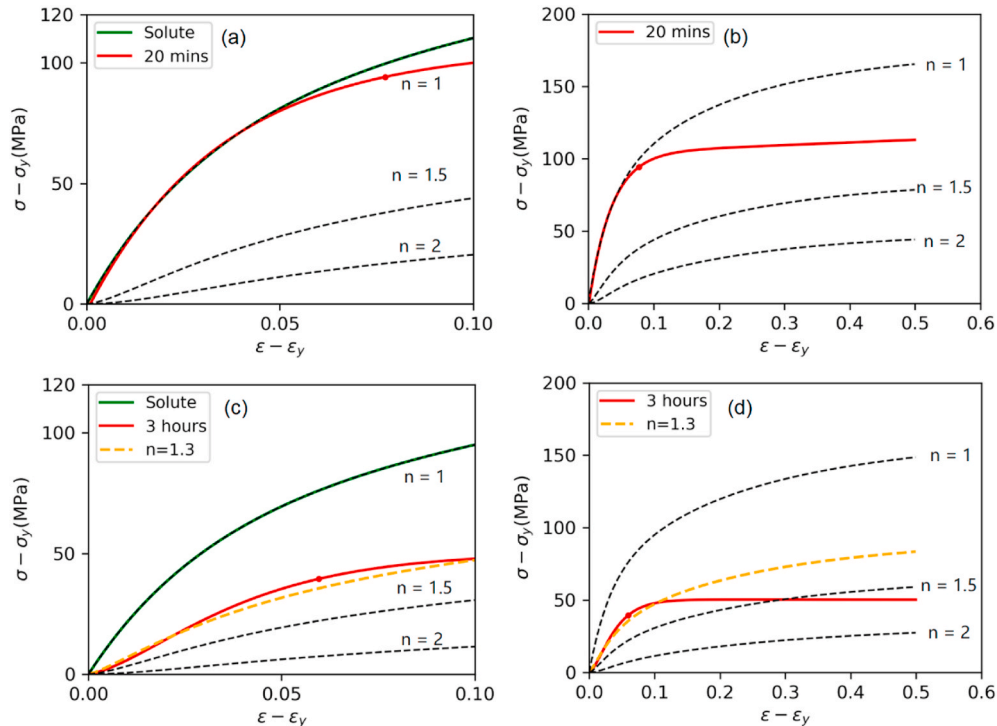 120
100
50
0
σ − σy(MPa)
Solute
20 mins
(a)
n = 1
n = 1.5
n = 2
0.00
0.05
0.10
ε − εy
200
150
100
50
0
σ − σy(MPa)
20 mins
(b)
n = 1
n = 1.5
n = 2
0.0 0.1 0.2 0.3 0.4 0.5 0.6
ε − εy
120
100
50
0
σ − σy(MPa)
Solute
3 hours
n=1.3
(c)
n = 1
n = 1.5
n = 2
0.00
0.05
0.10
ε − εy
200
150
100
50
0
σ − σy(MPa)
3 hours
n=1.3
(d)
n = 1
n = 1.5
n = 2
0.0 0.1 0.2 0.3 0.4 0.5 0.6
ε − εy